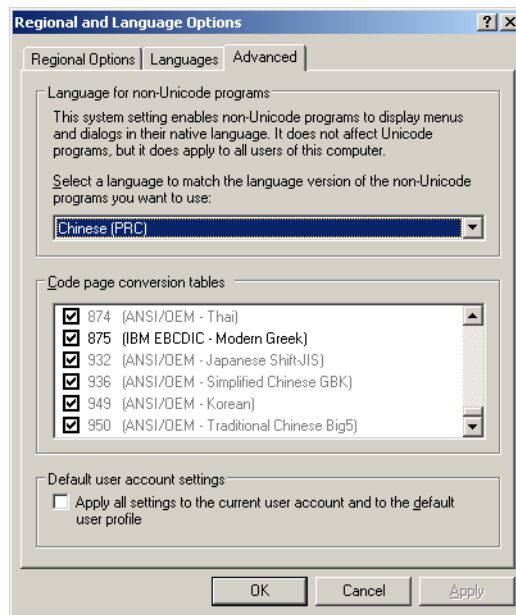 Regional and Language Options
Regional Options Languages Advanced
Language for non-Unicode programs
This system setting enables non-Unicode programs to display menus
and dialogs in their native language. It does not affect Unicode
programs, but it does apply to all users of this computer.
Select a language to match the language version of the non-Unicode
programs you want to use:
Chinese (PRC)
Code page conversion tables
874 (ANSI/OEM - Thai)
875 (IBM EBCDIC - Modern Greek)
932 (ANSI/OEM - Japanese Shift-JIS)
936 (ANSI/OEM - Simplified Chinese GBK)
949 (ANSI/OEM - Korean)
950 (ANSI/OEM - Traditional Chinese Big5)
Default user account settings
Apply all settings to the current user account and to the default
user profile
OK Cancel Apply